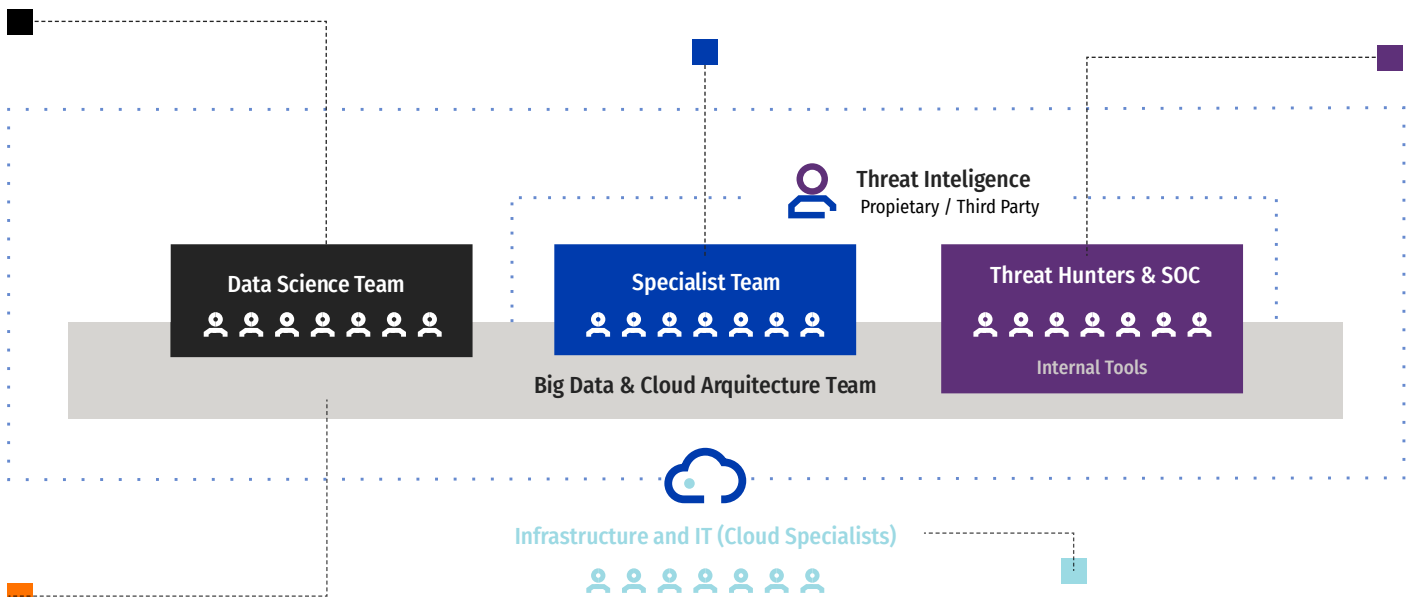 Threat Inteligence
Propietary / Third Party
Data Science Team
Specialist Team
Threat Hunters & SOC
Internal Tools
Big Data & Cloud Arquitecture Team
Infrastructure and IT (Cloud Specialists)